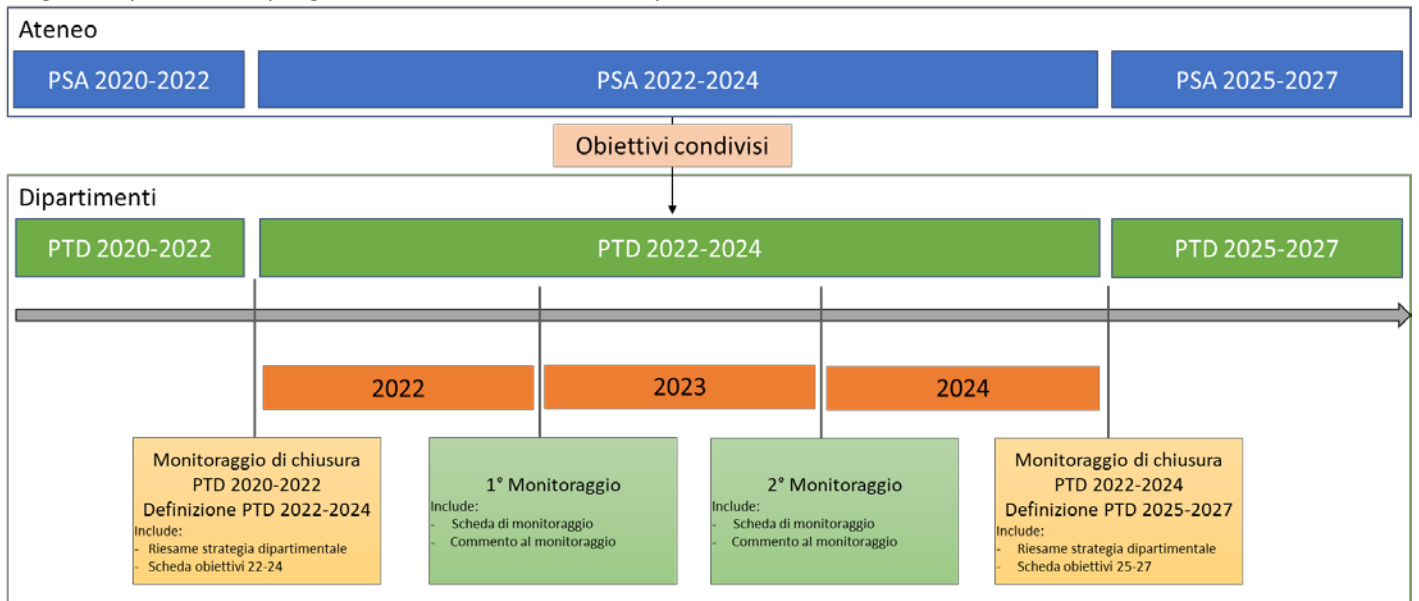 Ateneo
PSA 2020-2022
PSA 2022-2024
PSA 2025-2027
Obiettivi condivisi
Dipartimenti
PTD 2020-2022
PTD 2022-2024
PTD 2025-2027
2022
2023
2024
Monitoraggio di chiusura
PTD 2020-2022
Definizione PTD 2022-2024
Include:
- Riesame strategia dipartimentale
- Scheda obiettivi 22-24
1° Monitoraggio
Include:
- Scheda di monitoraggio
- Commento al monitoraggio
2° Monitoraggio
Include:
- Scheda di monitoraggio
- Commento al monitoraggio
Monitoraggio di chiusura
PTD 2022-2024
Definizione PTD 2025-2027
Include:
- Riesame strategia dipartimentale
- Scheda obiettivi 25-27